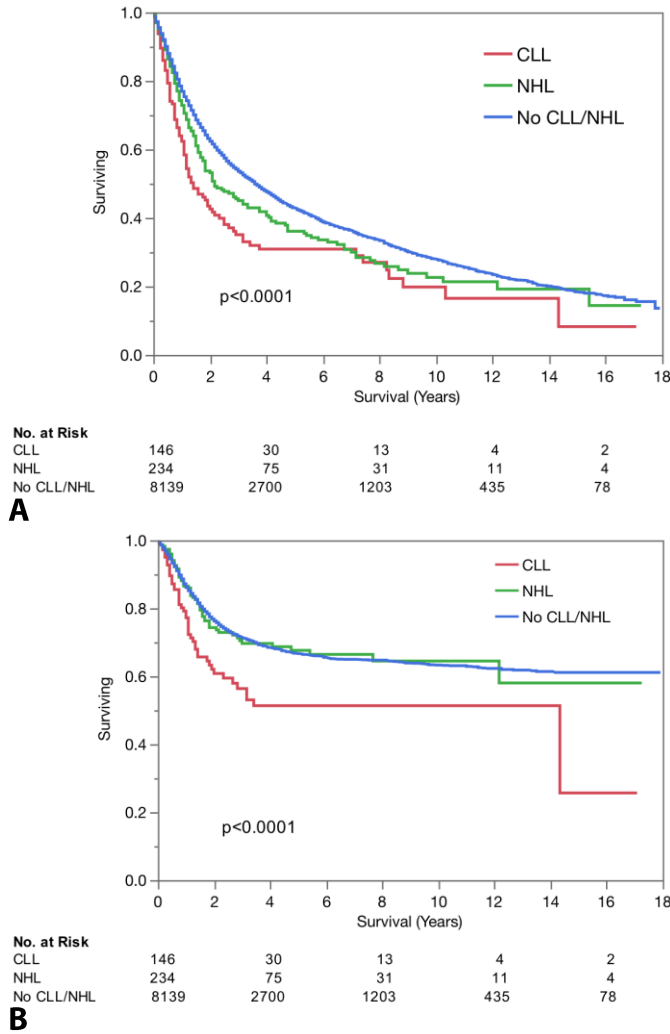 1.0
0.8
0.6
0.4
0.2
0.0
Surviving
CLL
NHL
No CLL/NHL
p<0.0001
0 2 4 6 8 10 12 14 16 18
Survival (Years)
No. at Risk
CLL 146 30 13 4 2
NHL 234 75 31 11 4
No CLL/NHL 8139 2700 1203 435 78
A
1.0
0.8
0.6
0.4
0.2
0.0
Surviving
CLL
NHL
No CLL/NHL
p<0.0001
0 2 4 6 8 10 12 14 16 18
Survival (Years)
No. at Risk
CLL 146 30 13 4 2
NHL 234 75 31 11 4
No CLL/NHL 8139 2700 1203 435 78
B